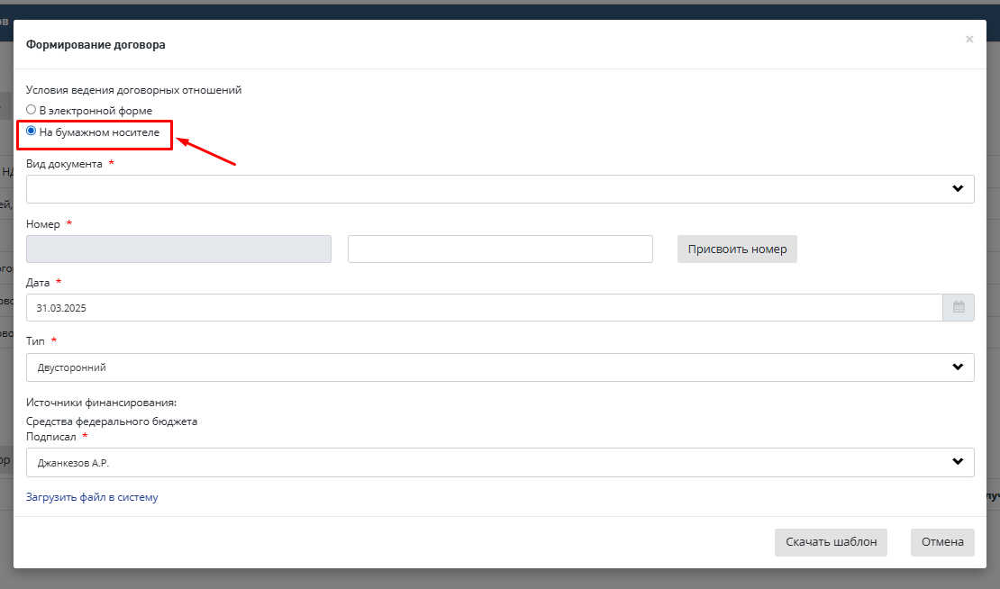 Формирование договора
×
Условия ведения договорных отношений
В электронной форме
На бумажном носителе
Вид документа *
Номер *
Присвоить номер
Дата *
31.03.2025
Тип *
Двусторонний
Источники финансирования:
Средства федерального бюджета
Подписал *
Джанкезов А.Р.
Загрузить файл в систему
Скачать шаблон Отмена